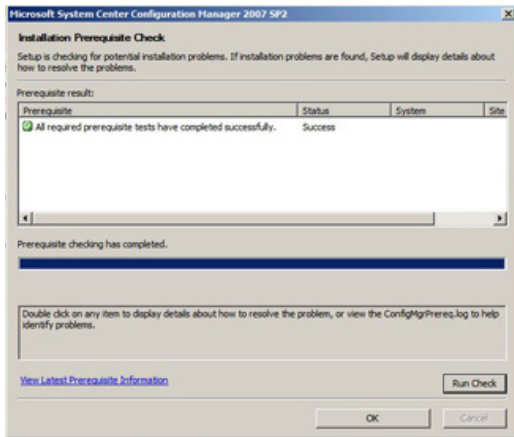 Microsoft System Center Configuration Manager 2007 SP2
Installation Prerequisite Check
Setup is checking for potential installation problems. If installation problems are found, Setup will display details about
how to resolve the problems.
Prerequisite result:
Prerequisite Status System Site
All required prerequisite tests have completed successfully. Success
Prerequisite checking has completed.
Double click on any item to display details about how to resolve the problem, or view the ConfigMgrPrereq.log to help
identify problems.
View Latest Prerequisite Information
Run Check
OK Cancel